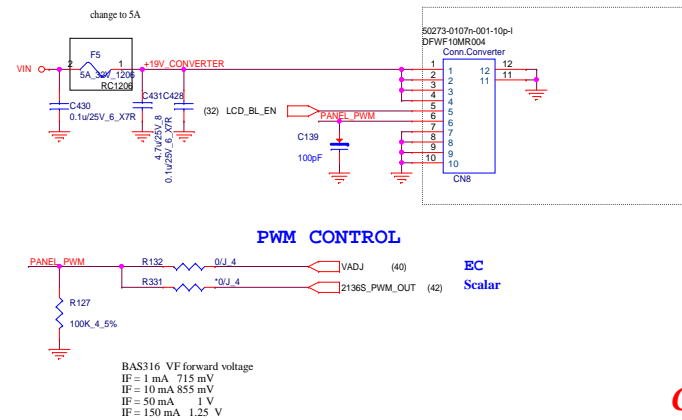 change to 5A
50273-0107n-001-10p-l
DFWF10MR004
Conn.Converter
F5
VIN
2
1
+19V_CONVERTER
5A_32V_1206
RC1206
1
2
3
4
5
6
7
8
9
10
1
2
3
4
5
6
7
8
9
10
12
11
12
11
CN8
C430
0.1u/25V_6_X7R
C431
C428
4.7u/25V_8
0.1u/25V_6_X7R
(32)
LCD_BL_EN
PANEL_PWM
C139
100pF
PWM CONTROL
PANEL_PWM
R132
0/J_4
VADJ
(40)
EC
R331
*0/J_4
2136S_PWM_OUT
(42)
Scalar
R127
100K_4_5%
BAS316 VF forward voltage
IF = 1 mA 715 mV
IF = 10 mA 855 mV
IF = 50 mA 1 V
IF = 150 mA 1.25 V